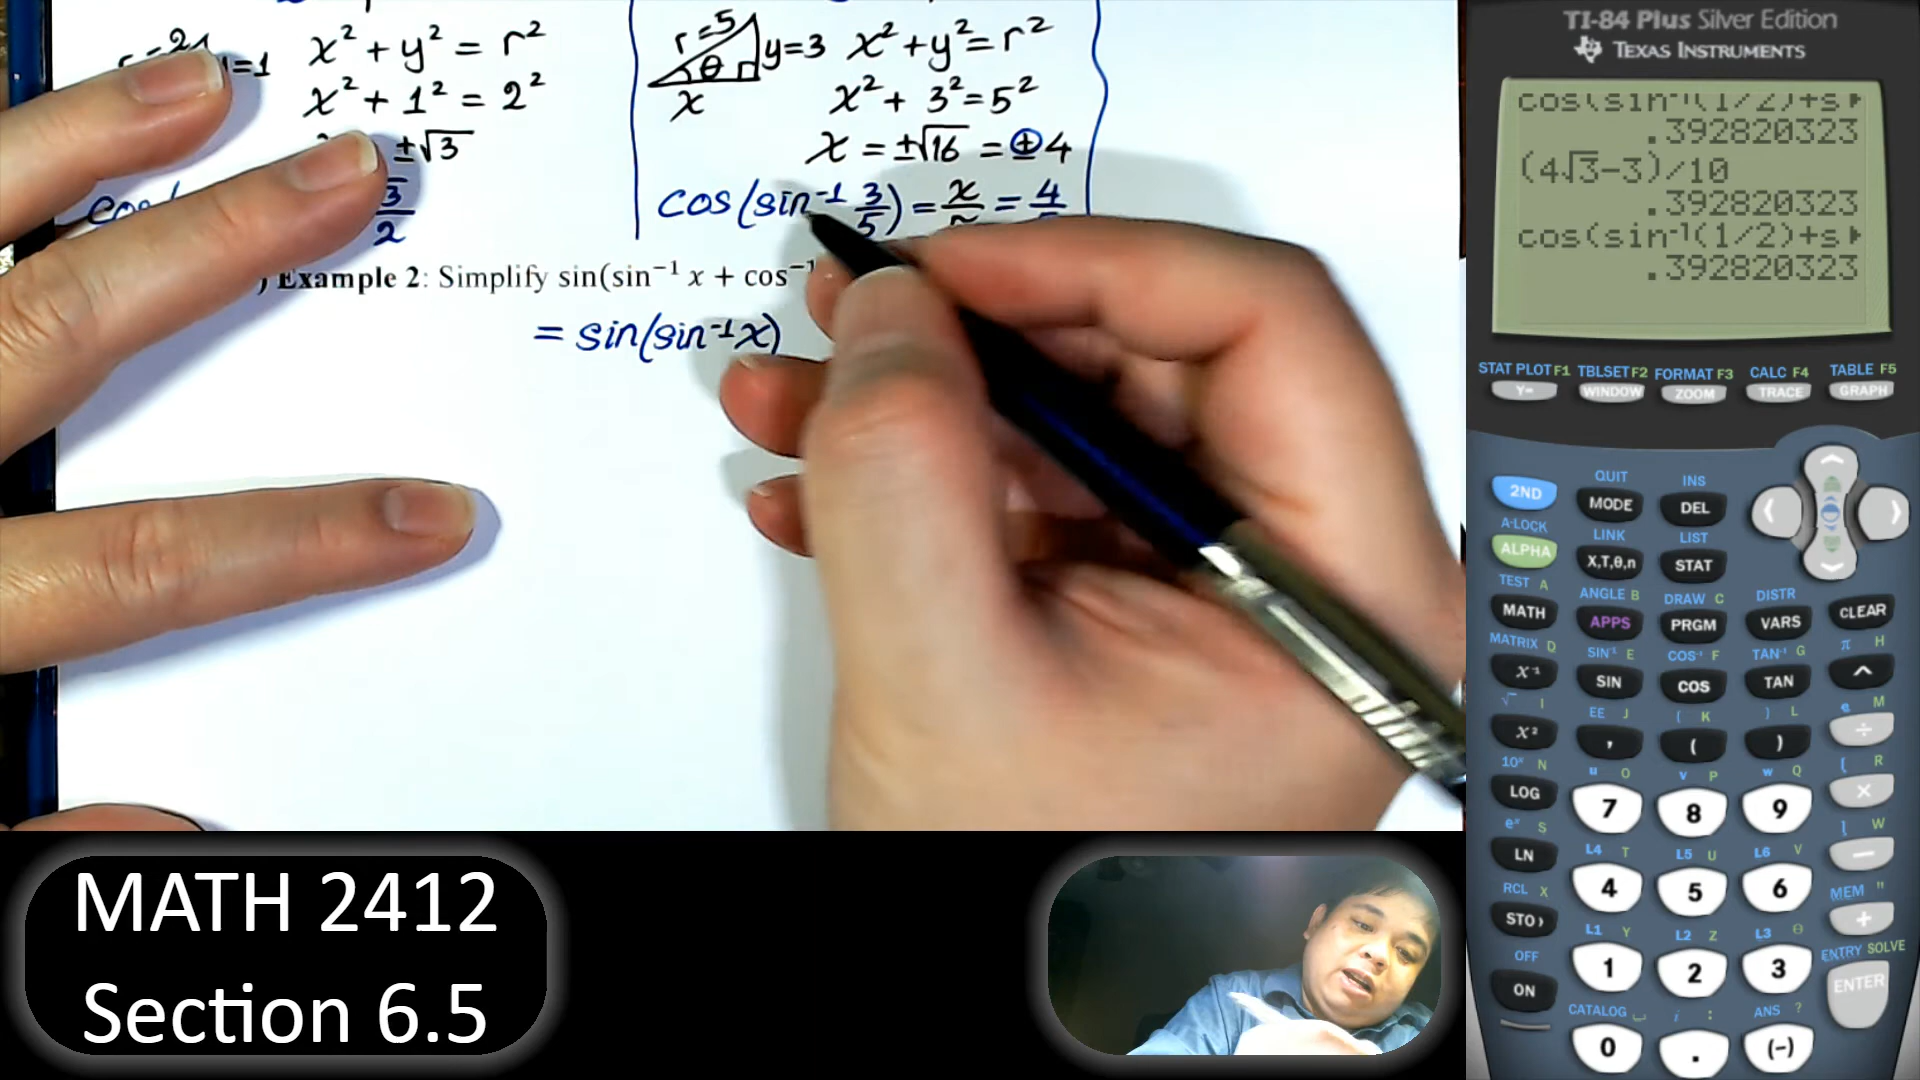 x² + y² = r²
=1
x² + 1² = 2²
±√3
3
2
r=5
θ
y=3
x
x² + y² = r²
x² + 3² = 5²
x = ±√16 = ±4
cos(sin⁻¹ 3/5) = x/ = 4/
Example 2: Simplify sin(sin⁻¹ x + cos⁻¹
= sin(sin⁻¹x)
MATH 2412
Section 6.5
TI-84 Plus Silver Edition
TEXAS INSTRUMENTS
cos(sin⁻¹(1/2)+s
.392820323
(4√3-3)/10
.392820323
cos(sin⁻¹(1/2)+s
.392820323
STAT PLOT F1 TBLSET F2 FORMAT F3 CALC F4 TABLE F5
Y= WINDOW ZOOM TRACE GRAPH
QUIT INS
2ND MODE DEL
A-LOCK LINK LIST
ALPHA X,T,θ,n STAT
TEST A ANGLE B DRAW C DISTR
MATH APPS PRGM VARS CLEAR
MATRIX D SIN⁻¹ E COS⁻¹ F TAN⁻¹ G π H
x⁻¹ SIN COS TAN ^
√ I EE J { K } L e M
x² , ( ) ÷
10ˣ N u O v P w Q [ R
LOG 7 8 9 ×
eˣ S L4 T L5 U L6 V ] W
LN 4 5 6 −
RCL X L1 Y L2 Z L3 θ MEM "
STO› 1 2 3 +
OFF CATALOG i : ANS ? ENTRY SOLVE
ON 0 . (-) ENTER